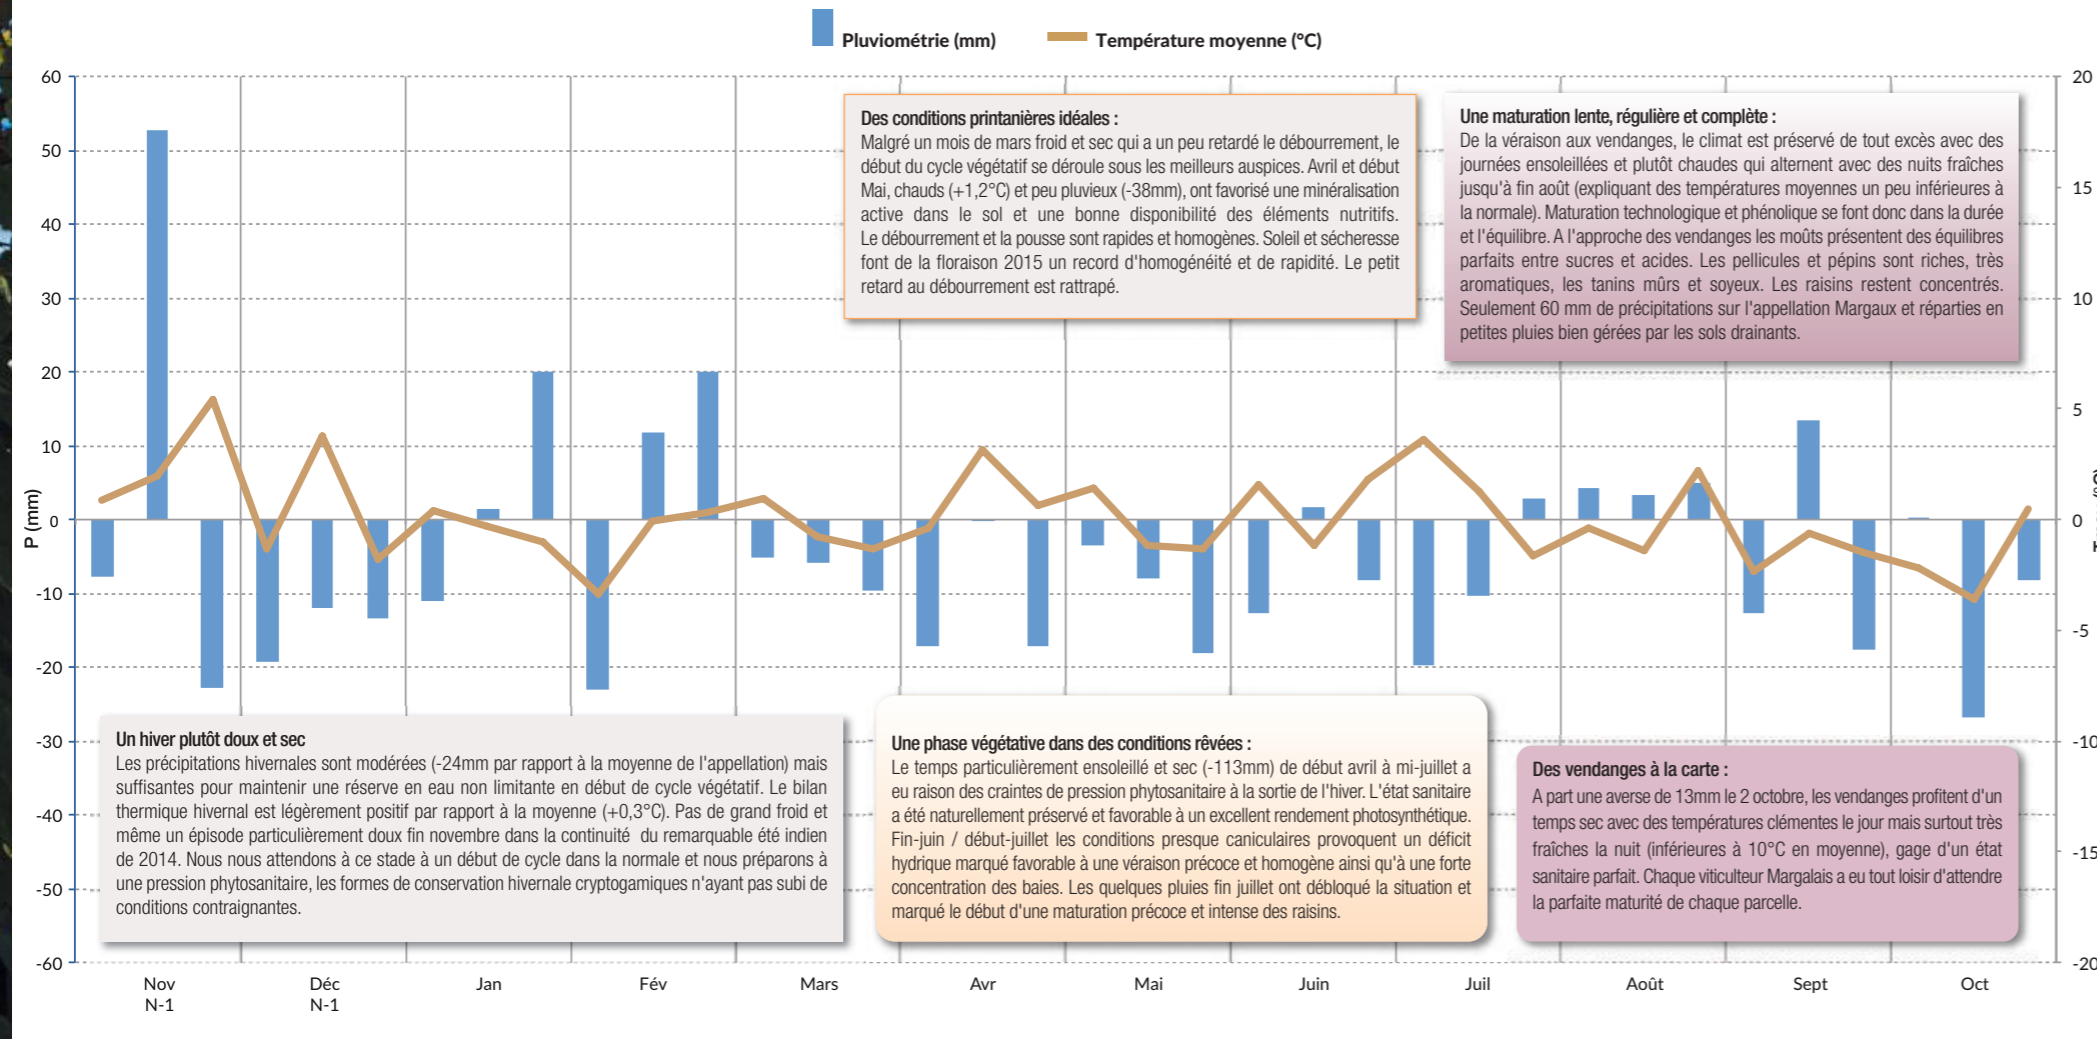 Pluviométrie (mm)
Température moyenne (°C)
60
50
40
30
20
10
0
-10
-20
-30
-40
-50
-60
P (mm)
20
15
10
5
0
-5
-10
-15
-20
Des conditions printanières idéales :
Malgré un mois de mars froid et sec qui a un peu retardé le débourrement, le
début du cycle végétatif se déroule sous les meilleurs auspices. Avril et début
Mai, chauds (+1,2°C) et peu pluvieux (-38mm), ont favorisé une minéralisation
active dans le sol et une bonne disponibilité des éléments nutritifs.
Le débourrement et la pousse sont rapides et homogènes. Soleil et sécheresse
font de la floraison 2015 un record d'homogénéité et de rapidité. Le petit
retard au débourrement est rattrapé.
Une maturation lente, régulière et complète :
De la véraison aux vendanges, le climat est préservé de tout excès avec des
journées ensoleillées et plutôt chaudes qui alternent avec des nuits fraîches
jusqu'à fin août (expliquant des températures moyennes un peu inférieures à
la normale). Maturation technologique et phénolique se font donc dans la durée
et l'équilibre. A l'approche des vendanges les moûts présentent des équilibres
parfaits entre sucres et acides. Les pellicules et pépins sont riches, très
aromatiques, les tanins mûrs et soyeux. Les raisins restent concentrés.
Seulement 60 mm de précipitations sur l'appellation Margaux et réparties en
petites pluies bien gérées par les sols drainants.
Un hiver plutôt doux et sec
Les précipitations hivernales sont modérées (-24mm par rapport à la moyenne de l'appellation) mais
suffisantes pour maintenir une réserve en eau non limitante en début de cycle végétatif. Le bilan
thermique hivernal est légèrement positif par rapport à la moyenne (+0,3°C). Pas de grand froid et
même un épisode particulièrement doux fin novembre dans la continuité du remarquable été indien
de 2014. Nous nous attendons à ce stade à un début de cycle dans la normale et nous préparons à
une pression phytosanitaire, les formes de conservation hivernale cryptogamiques n'ayant pas subi de
conditions contraignantes.
Une phase végétative dans des conditions rêvées :
Le temps particulièrement ensoleillé et sec (-113mm) de début avril à mi-juillet a
eu raison des craintes de pression phytosanitaire à la sortie de l'hiver. L'état sanitaire
a été naturellement préservé et favorable à un excellent rendement photosynthétique.
Fin-juin / début-juillet les conditions presque caniculaires provoquent un déficit
hydrique marqué favorable à une véraison précoce et homogène ainsi qu'à une forte
concentration des baies. Les quelques pluies fin juillet ont débloqué la situation et
marqué le début d'une maturation précoce et intense des raisins.
Des vendanges à la carte :
A part une averse de 13mm le 2 octobre, les vendanges profitent d'un
temps sec avec des températures clémentes le jour mais surtout très
fraîches la nuit (inférieures à 10°C en moyenne), gage d'un état
sanitaire parfait. Chaque viticulteur Margalais a eu tout loisir d'attendre
la parfaite maturité de chaque parcelle.
Nov
N-1
Déc
N-1
Jan
Fév
Mars
Avr
Mai
Juin
Juil
Août
Sept
Oct